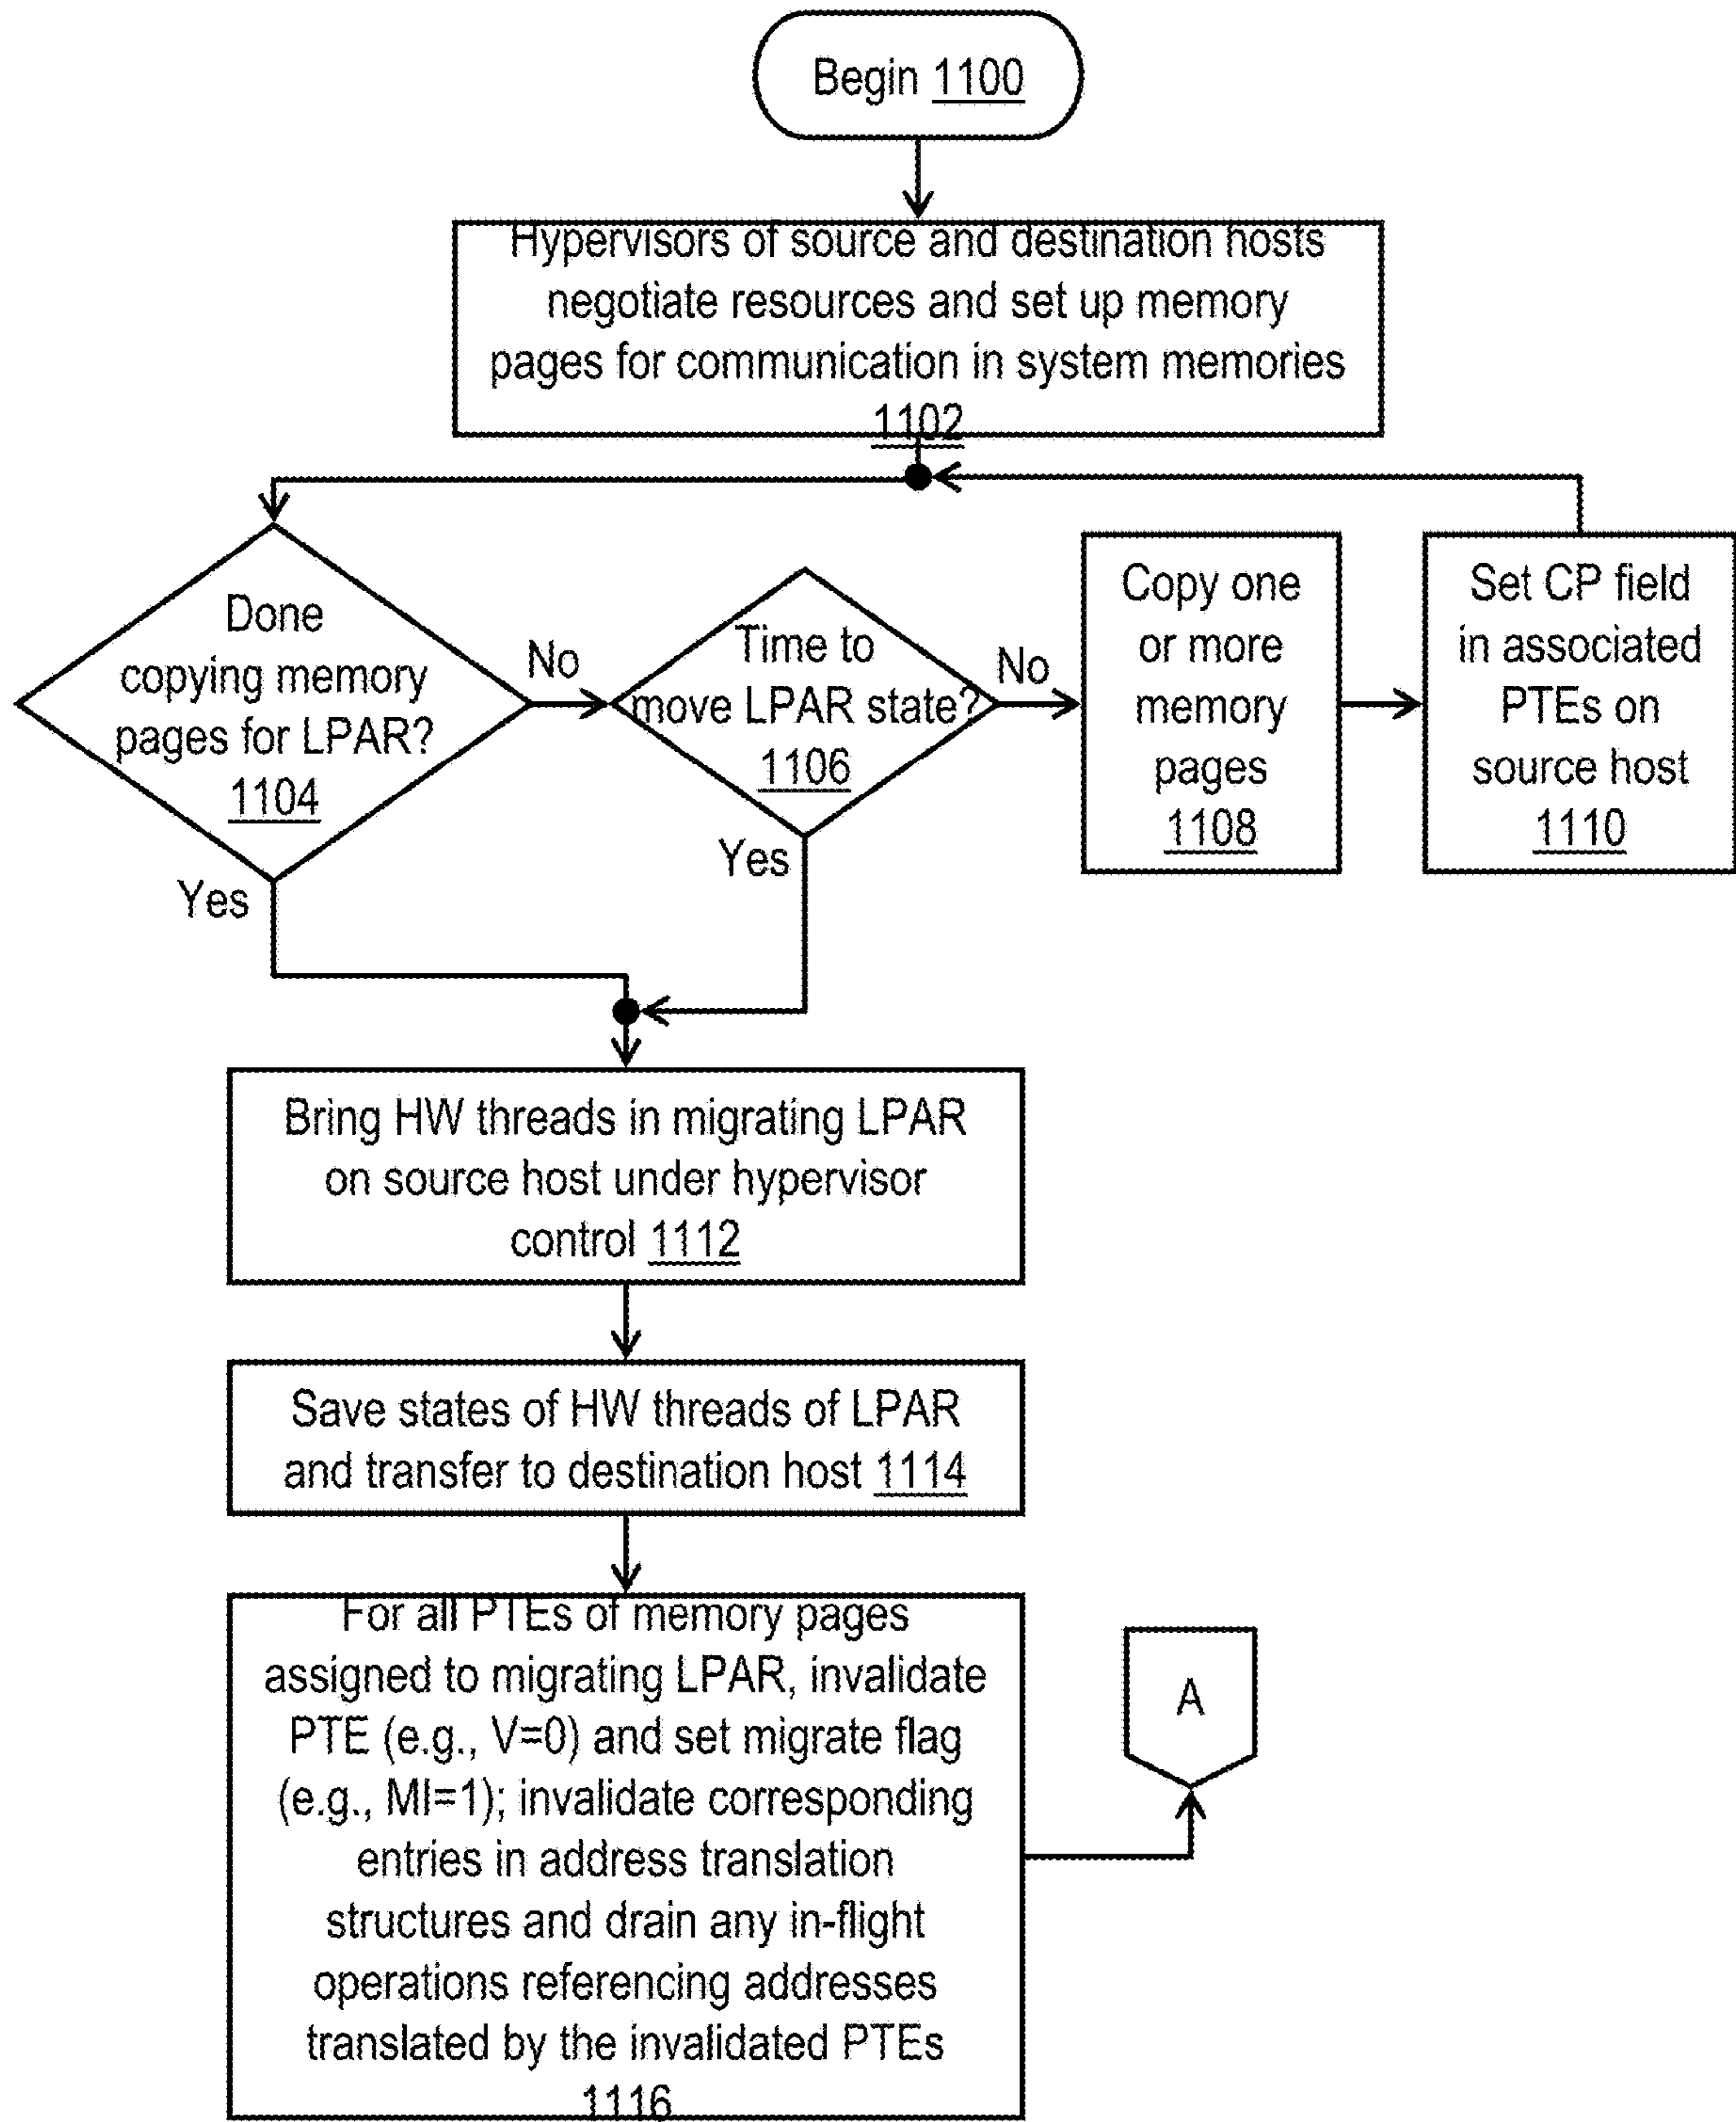 Begin 1100
Hypervisors of source and destination hosts
negotiate resources and set up memory
pages for communication in system memories
1102
Done
copying memory
pages for LPAR?
1104
No
Time to
move LPAR state?
1106
No
Copy one
or more
memory
pages
1108
Set CP field
in associated
PTEs on
source host
1110
Yes
Yes
Bring HW threads in migrating LPAR
on source host under hypervisor
control 1112
Save states of HW threads of LPAR
and transfer to destination host 1114
For all PTEs of memory pages
assigned to migrating LPAR, invalidate
PTE (e.g., V=0) and set migrate flag
(e.g., MI=1); invalidate corresponding
entries in address translation
structures and drain any in-flight
operations referencing addresses
translated by the invalidated PTEs
1116
A